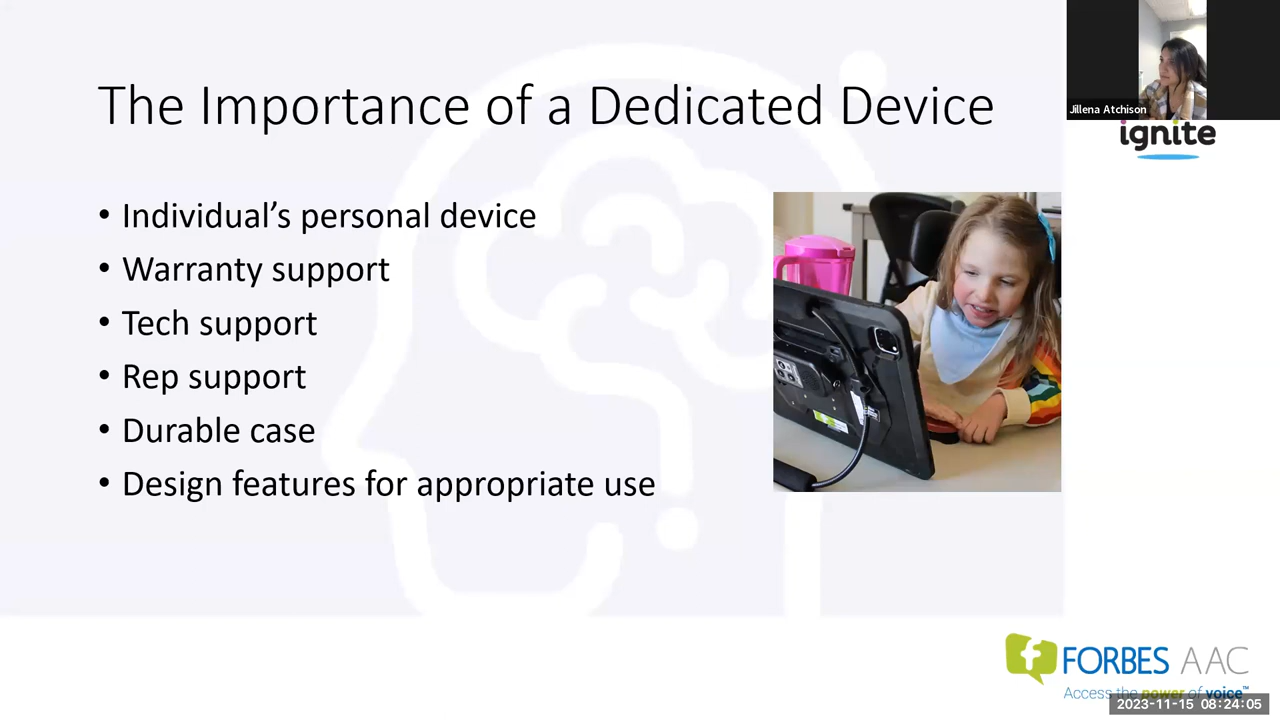 The Importance of a Dedicated Device
Jillena Atchison
ignite
• Individual's personal device
• Warranty support
• Tech support
• Rep support
• Durable case
• Design features for appropriate use
f FORBES AAC
Access the power of voice™
2023-11-15 08:24:05